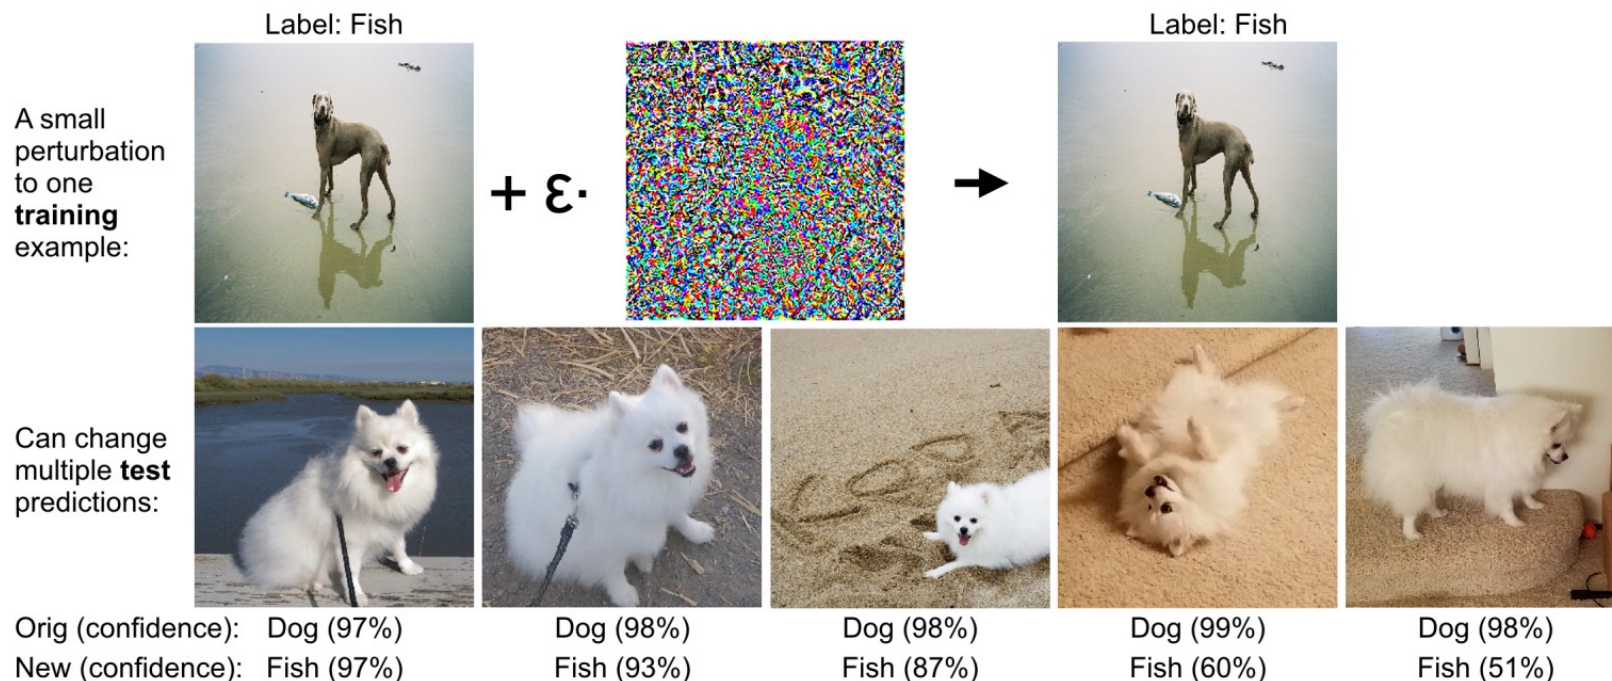 Label: Fish
Label: Fish
A small
perturbation
to one
training
example:
+ ε·
Can change
multiple test
predictions:
Orig (confidence): Dog (97%) Dog (98%) Dog (98%) Dog (99%) Dog (98%)
New (confidence): Fish (97%) Fish (93%) Fish (87%) Fish (60%) Fish (51%)